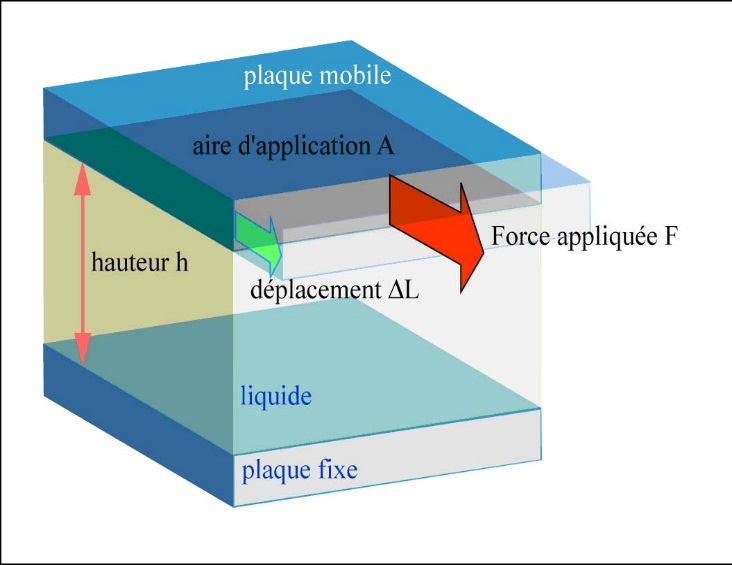 plaque mobile
aire d'application A
Force appliquée F
hauteur h
déplacement ΔL
liquide
plaque fixe